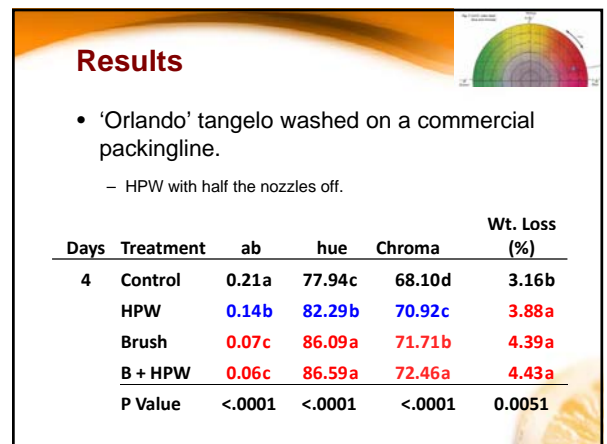 Results
• ‘Orlando’ tangelo washed on a commercial
packingline.
– HPW with half the nozzles off.
Wt. Loss
Days Treatment ab hue Chroma (%)
4 Control 0.21a 77.94c 68.10d 3.16b
HPW 0.14b 82.29b 70.92c 3.88a
Brush 0.07c 86.09a 71.71b 4.39a
B + HPW 0.06c 86.59a 72.46a 4.43a
P Value <.0001 <.0001 <.0001 0.0051